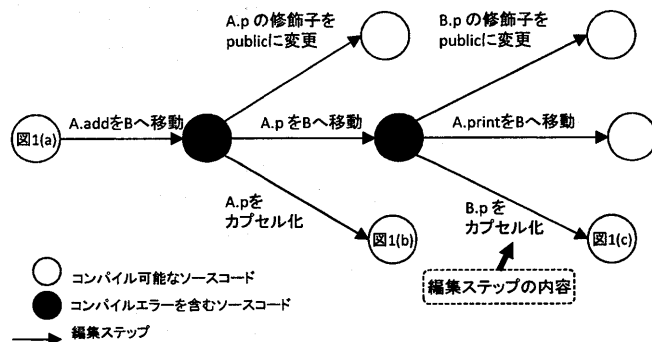 A.p の修飾子を
publicに変更
B.p の修飾子を
publicに変更
図1(a)
A.addをBへ移動
A.p をBへ移動
A.printをBへ移動
A.pを
カプセル化
図1(b)
B.p を
カプセル化
図1(c)
コンパイル可能なソースコード
コンパイルエラーを含むソースコード
編集ステップ
編集ステップの内容